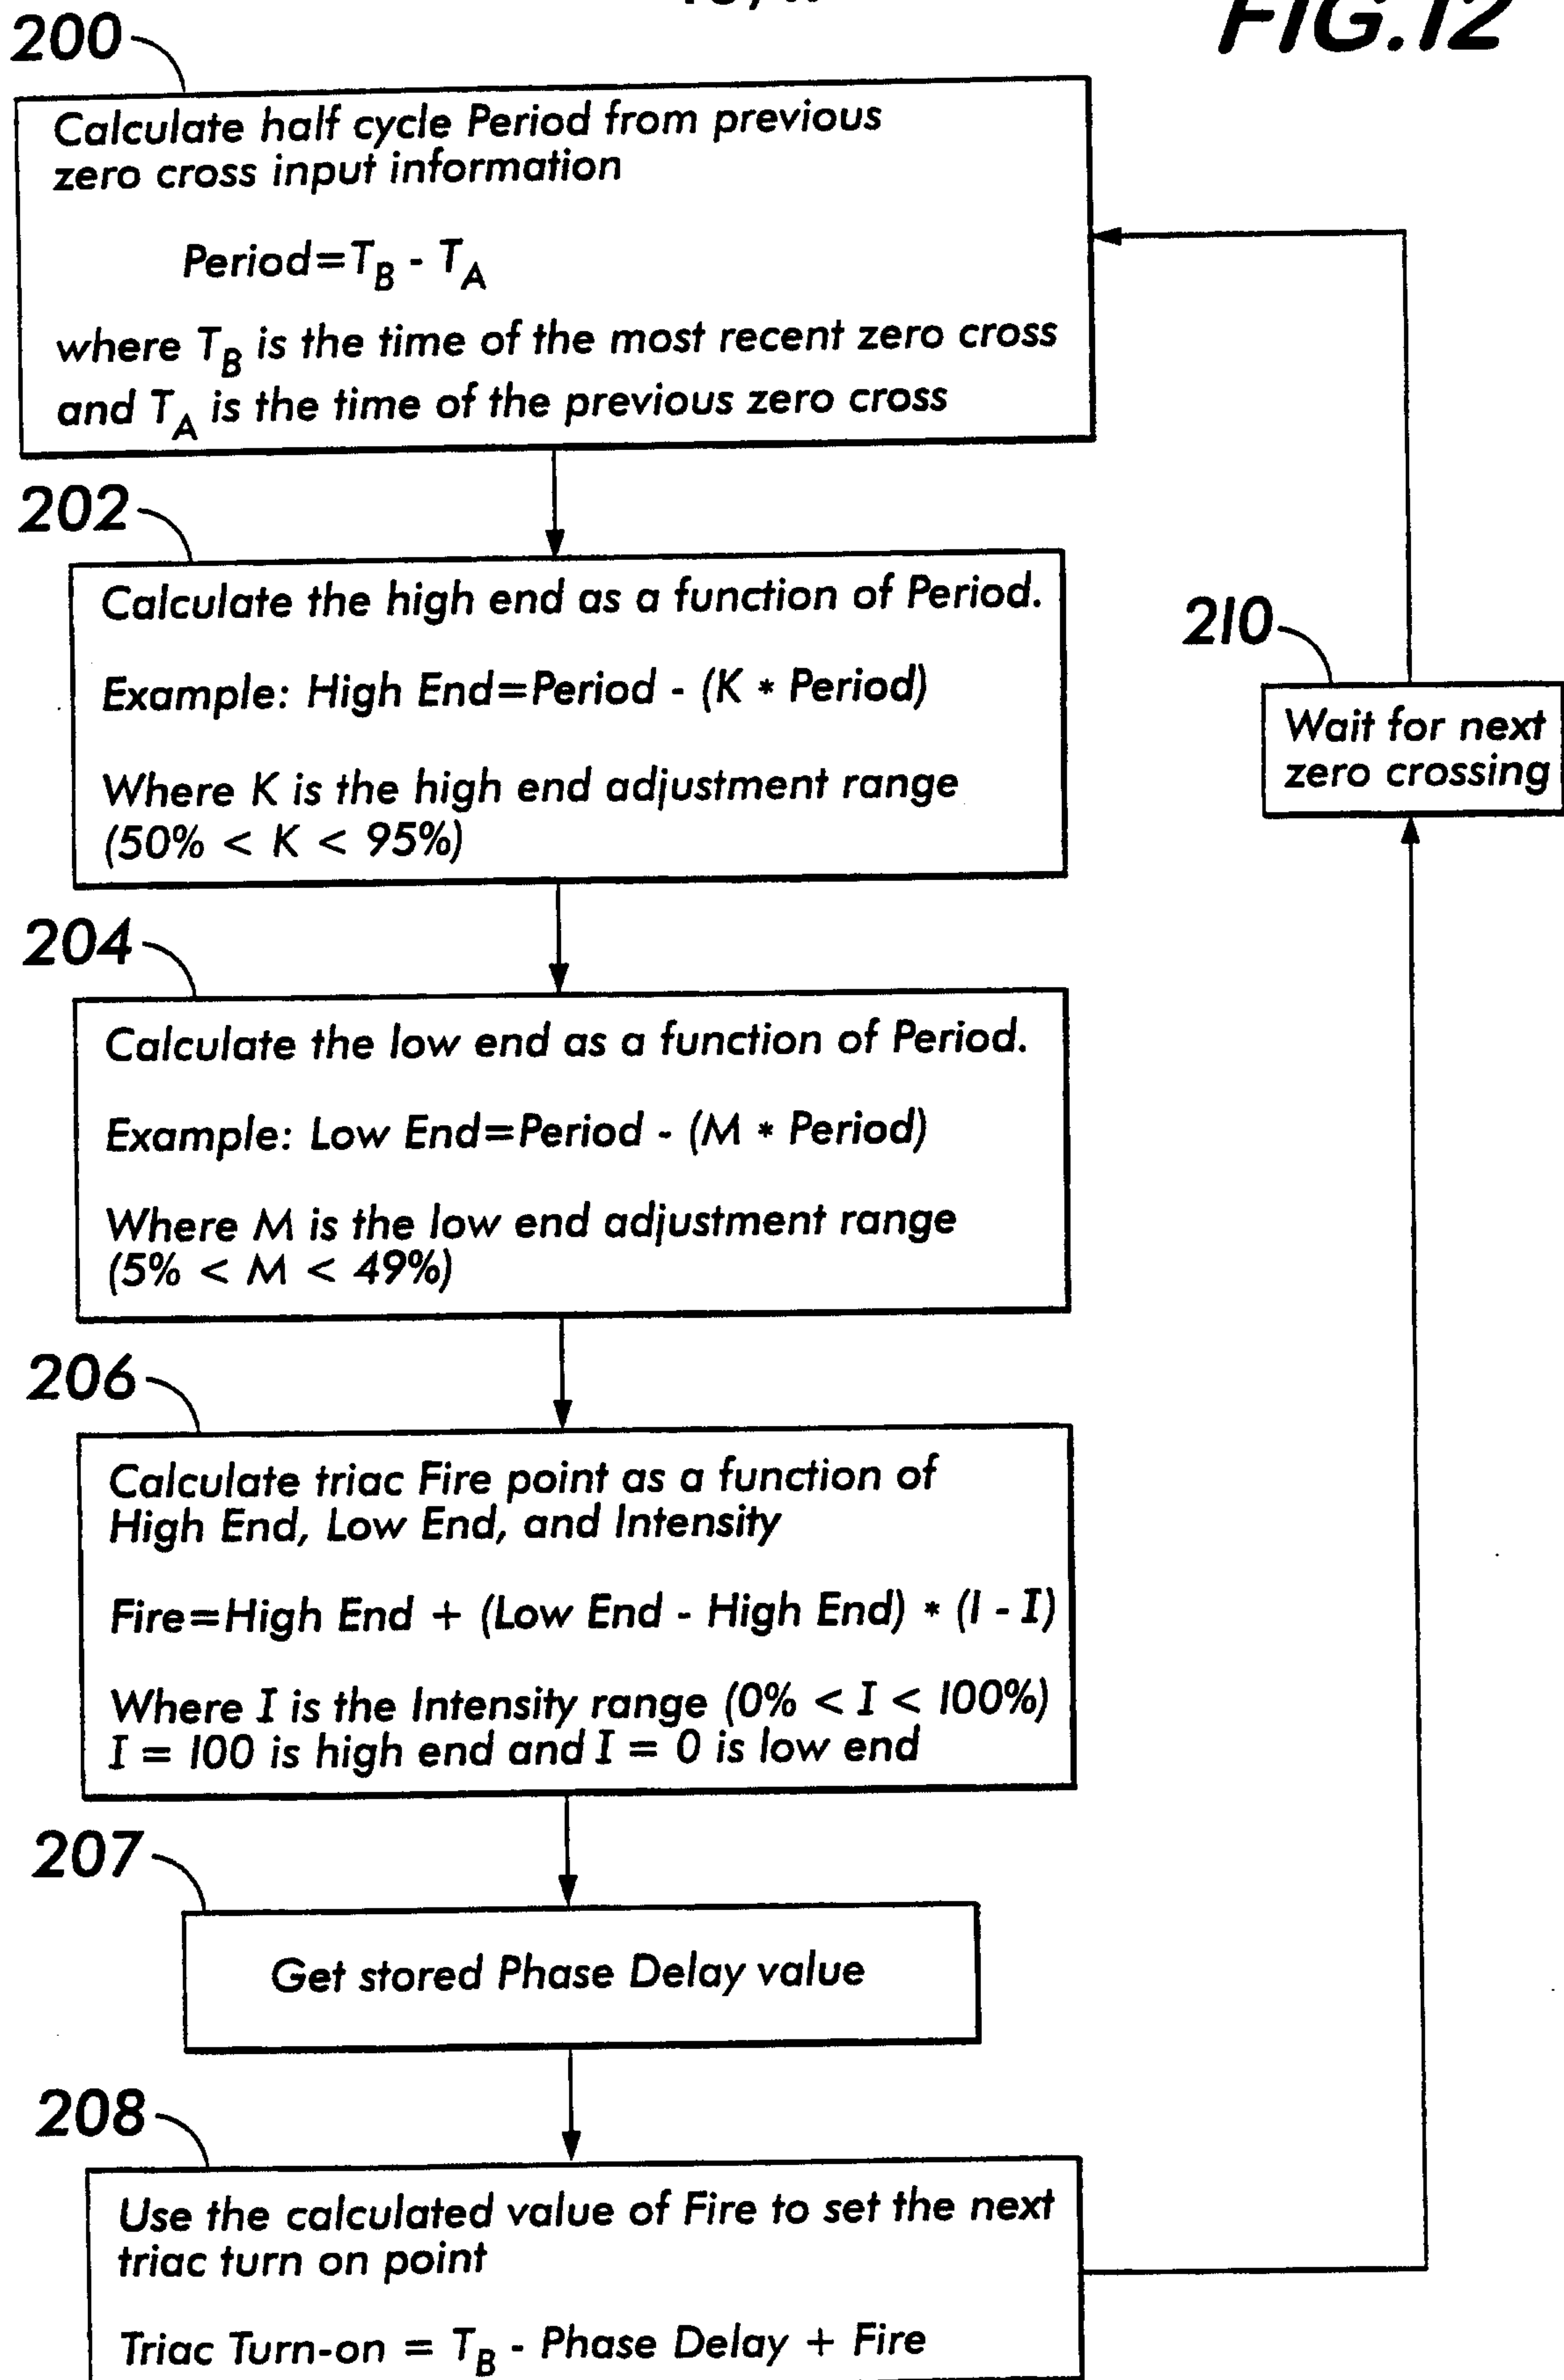 FIG.12
200
Calculate half cycle Period from previous
zero cross input information
Period=TB - TA
where TB is the time of the most recent zero cross
and TA is the time of the previous zero cross
202
Calculate the high end as a function of Period.
Example: High End=Period - (K * Period)
Where K is the high end adjustment range
(50% < K < 95%)
210
Wait for next
zero crossing
204
Calculate the low end as a function of Period.
Example: Low End=Period - (M * Period)
Where M is the low end adjustment range
(5% < M < 49%)
206
Calculate triac Fire point as a function of
High End, Low End, and Intensity
Fire=High End + (Low End - High End) * (1 - I)
Where I is the Intensity range (0% < I < 100%)
I = 100 is high end and I = 0 is low end
207
Get stored Phase Delay value
208
Use the calculated value of Fire to set the next
triac turn on point
Triac Turn-on = TB - Phase Delay + Fire